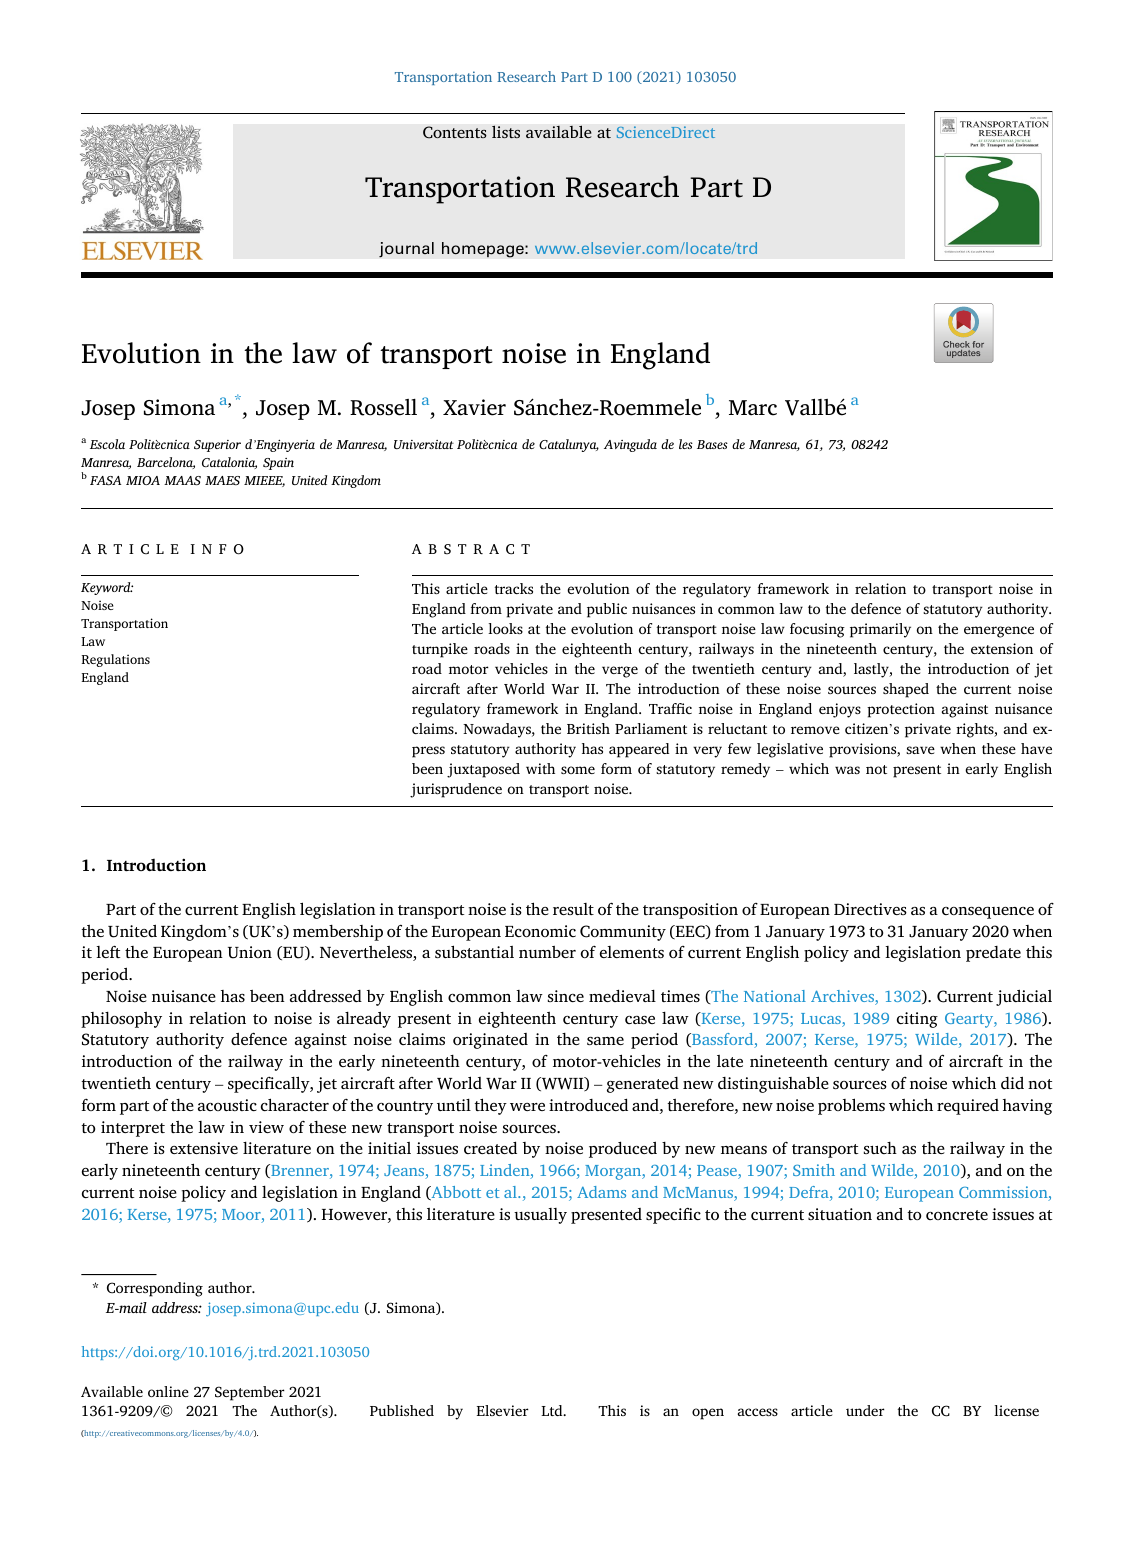 Transportation Research Part D 100 (2021) 103050
ELSEVIER
Contents lists available at ScienceDirect
Transportation Research Part D
journal homepage: www.elsevier.com/locate/trd
TRANSPORTATION
RESEARCH
Part D: Transport and Environment
Check for
updates
Evolution in the law of transport noise in England
Josep Simona a,*, Josep M. Rossell a, Xavier Sánchez-Roemmele b, Marc Vallbé a
a Escola Politècnica Superior d'Enginyeria de Manresa, Universitat Politècnica de Catalunya, Avinguda de les Bases de Manresa, 61, 73, 08242
Manresa, Barcelona, Catalonia, Spain
b FASA MIOA MAAS MAES MIEEE, United Kingdom
ARTICLE INFO
Keyword:
Noise
Transportation
Law
Regulations
England
ABSTRACT
This article tracks the evolution of the regulatory framework in relation to transport noise in
England from private and public nuisances in common law to the defence of statutory authority.
The article looks at the evolution of transport noise law focusing primarily on the emergence of
turnpike roads in the eighteenth century, railways in the nineteenth century, the extension of
road motor vehicles in the verge of the twentieth century and, lastly, the introduction of jet
aircraft after World War II. The introduction of these noise sources shaped the current noise
regulatory framework in England. Traffic noise in England enjoys protection against nuisance
claims. Nowadays, the British Parliament is reluctant to remove citizen's private rights, and ex-
press statutory authority has appeared in very few legislative provisions, save when these have
been juxtaposed with some form of statutory remedy – which was not present in early English
jurisprudence on transport noise.
1. Introduction
Part of the current English legislation in transport noise is the result of the transposition of European Directives as a consequence of
the United Kingdom's (UK's) membership of the European Economic Community (EEC) from 1 January 1973 to 31 January 2020 when
it left the European Union (EU). Nevertheless, a substantial number of elements of current English policy and legislation predate this
period.
Noise nuisance has been addressed by English common law since medieval times (The National Archives, 1302). Current judicial
philosophy in relation to noise is already present in eighteenth century case law (Kerse, 1975; Lucas, 1989 citing Gearty, 1986).
Statutory authority defence against noise claims originated in the same period (Bassford, 2007; Kerse, 1975; Wilde, 2017). The
introduction of the railway in the early nineteenth century, of motor-vehicles in the late nineteenth century and of aircraft in the
twentieth century – specifically, jet aircraft after World War II (WWII) – generated new distinguishable sources of noise which did not
form part of the acoustic character of the country until they were introduced and, therefore, new noise problems which required having
to interpret the law in view of these new transport noise sources.
There is extensive literature on the initial issues created by noise produced by new means of transport such as the railway in the
early nineteenth century (Brenner, 1974; Jeans, 1875; Linden, 1966; Morgan, 2014; Pease, 1907; Smith and Wilde, 2010), and on the
current noise policy and legislation in England (Abbott et al., 2015; Adams and McManus, 1994; Defra, 2010; European Commission,
2016; Kerse, 1975; Moor, 2011). However, this literature is usually presented specific to the current situation and to concrete issues at
* Corresponding author.
E-mail address: josep.simona@upc.edu (J. Simona).
https://doi.org/10.1016/j.trd.2021.103050
Available online 27 September 2021
1361-9209/© 2021 The Author(s). Published by Elsevier Ltd. This is an open access article under the CC BY license
(http://creativecommons.org/licenses/by/4.0/).